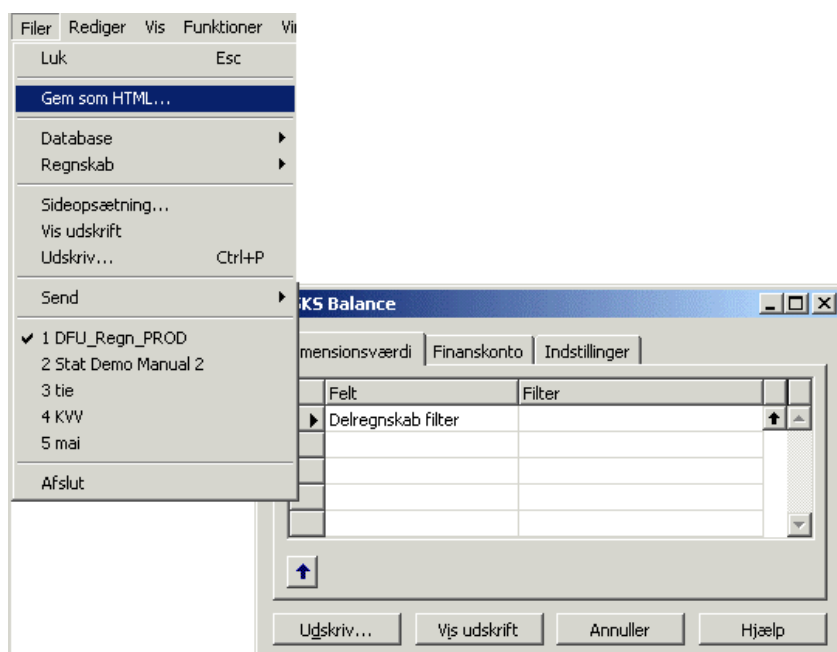 Filer Rediger Vis Funktioner
Luk Esc
Gem som HTML...
Database
Regnskab
Sideopsætning...
Vis udskrift
Udskriv... Ctrl+P
Send
1 DFU_Regn_PROD
2 Stat Demo Manual 2
3 tie
4 KVV
5 mai
Afslut
SKS Balance
mensionsværdi Finanskonto Indstillinger
Felt Filter
Delregnskab filter
Udskriv... Vis udskrift Annuller Hjælp